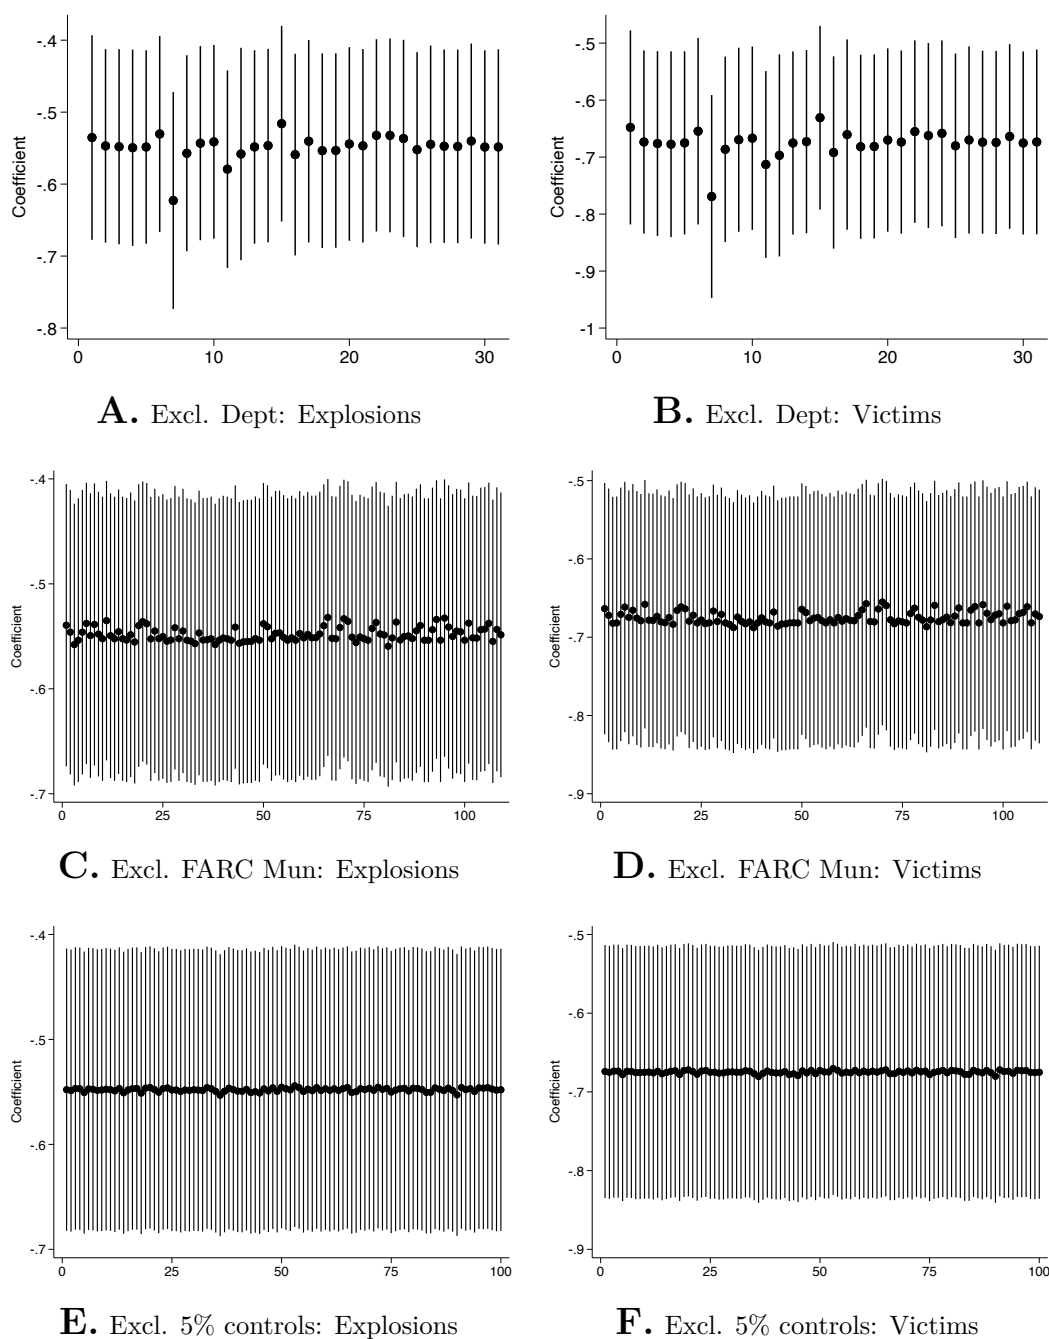 Coefficient
-.4
-.5
-.6
-.7
-.8
0 10 20 30
A. Excl. Dept: Explosions
Coefficient
-.5
-.6
-.7
-.8
-.9
-1
0 10 20 30
B. Excl. Dept: Victims
Coefficient
-.4
-.5
-.6
-.7
0 25 50 75 100
C. Excl. FARC Mun: Explosions
Coefficient
-.5
-.6
-.7
-.8
-.9
0 25 50 75 100
D. Excl. FARC Mun: Victims
Coefficient
-.4
-.5
-.6
-.7
0 25 50 75 100
E. Excl. 5% controls: Explosions
Coefficient
-.5
-.6
-.7
-.8
-.9
0 25 50 75 100
F. Excl. 5% controls: Victims